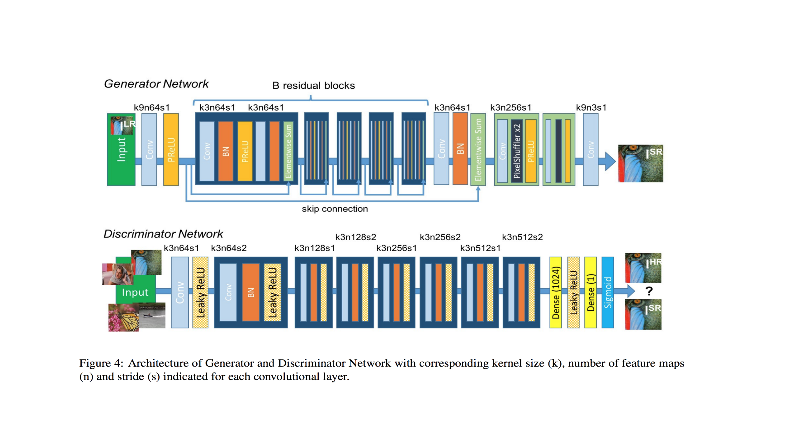 Generator Network
B residual blocks
k9n64s1 k3n64s1 k3n64s1 k3n64s1 k3n256s1 k9n3s1
LR
Input
Conv
PReLU
Conv
BN
PReLU
Elementwise Sum
Conv
BN
Elementwise Sum
Conv
PixelShuffler x2
PReLU
Conv
I SR
skip connection
Discriminator Network
k3n128s2 k3n256s2 k3n512s2
k3n64s1 k3n64s2 k3n128s1 k3n256s1 k3n512s1
Input
Conv
Leaky ReLU
Conv
BN
Leaky ReLU
Dense (1024)
Leaky ReLU
Dense (1)
Sigmoid
I HR
?
I SR
Figure 4: Architecture of Generator and Discriminator Network with corresponding kernel size (k), number of feature maps
(n) and stride (s) indicated for each convolutional layer.